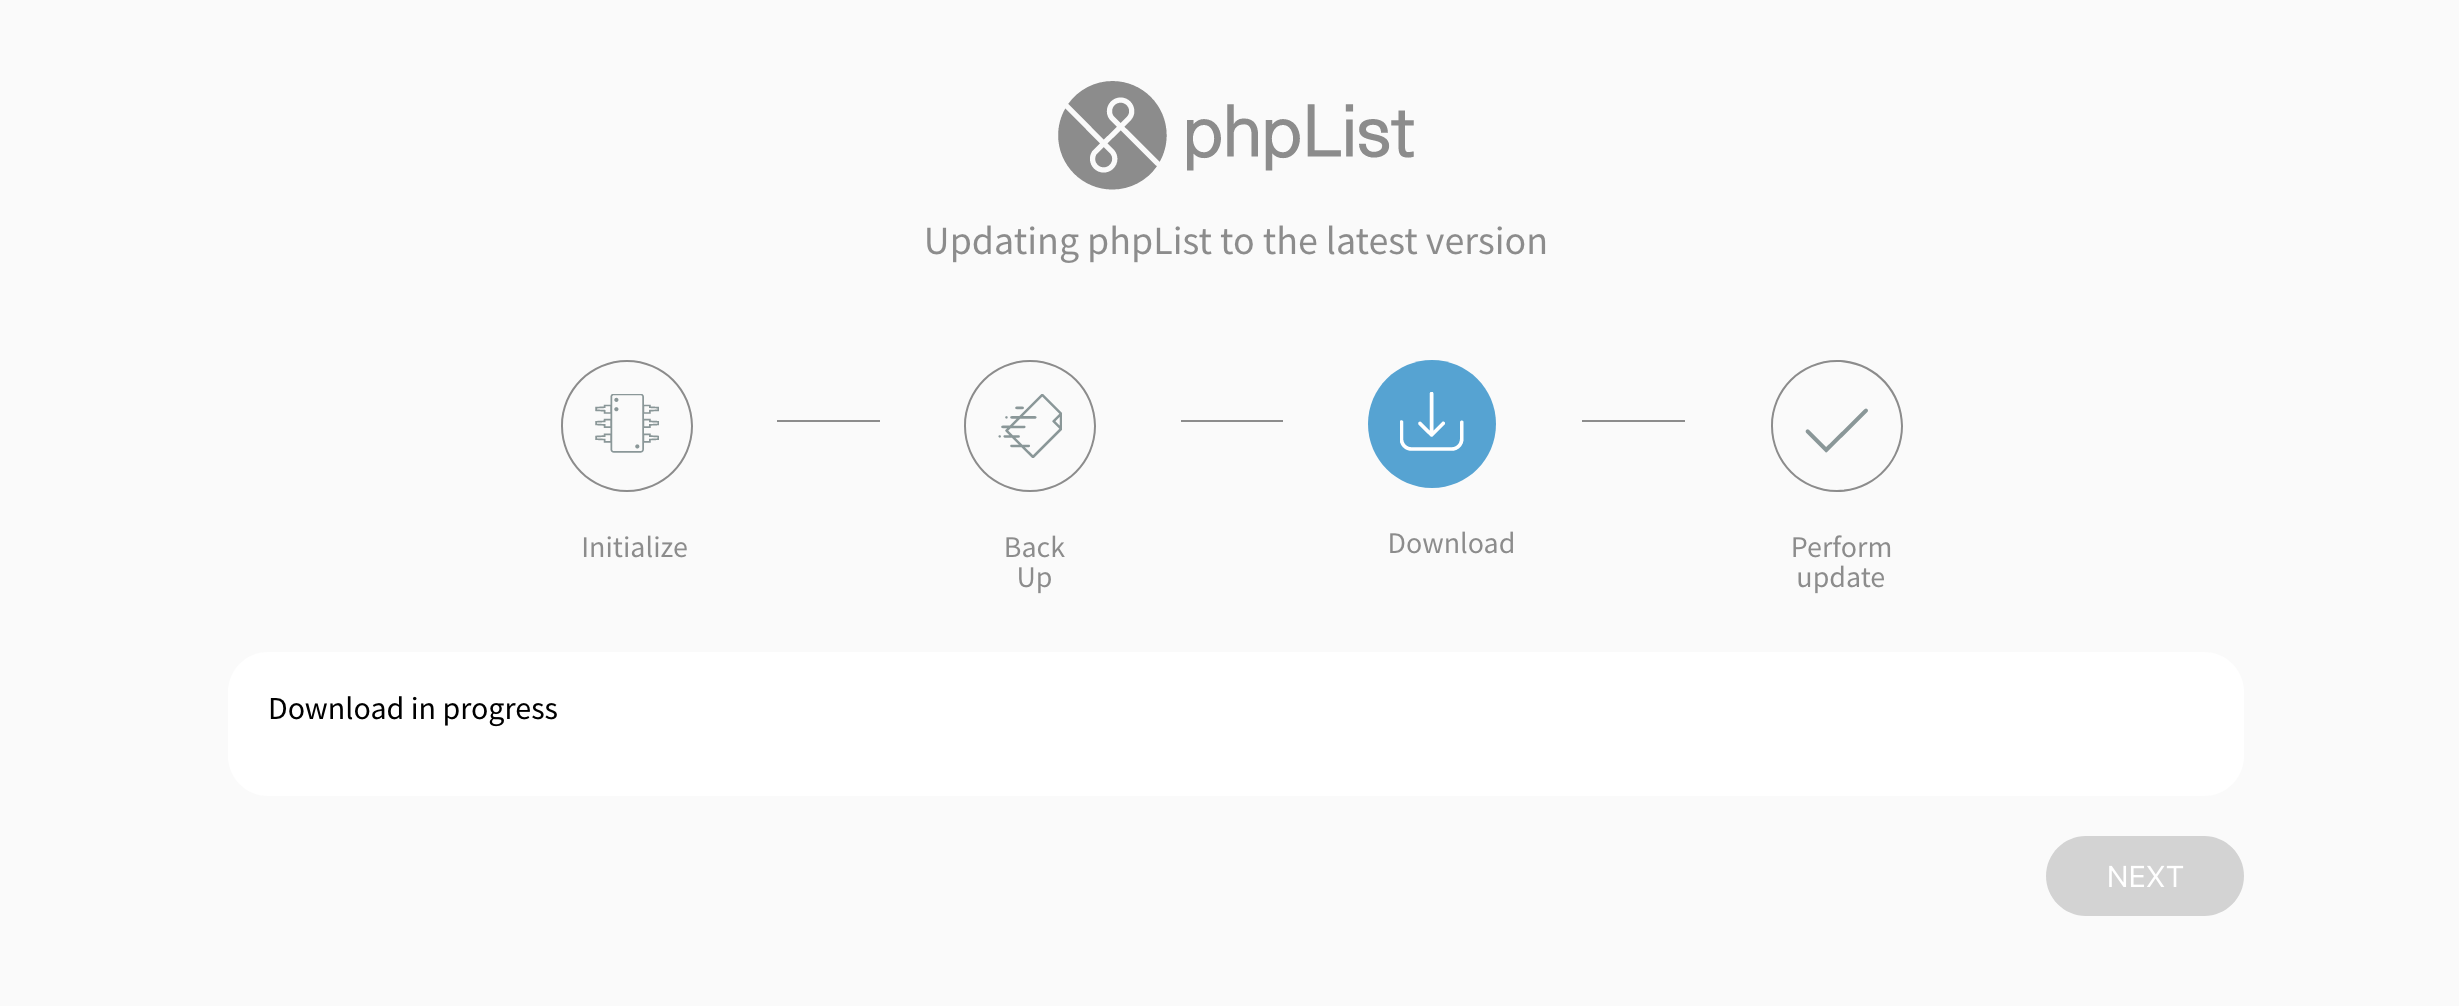 phpList
Updating phpList to the latest version
Initialize
Back
Up
Download
Perform
update
Download in progress
NEXT